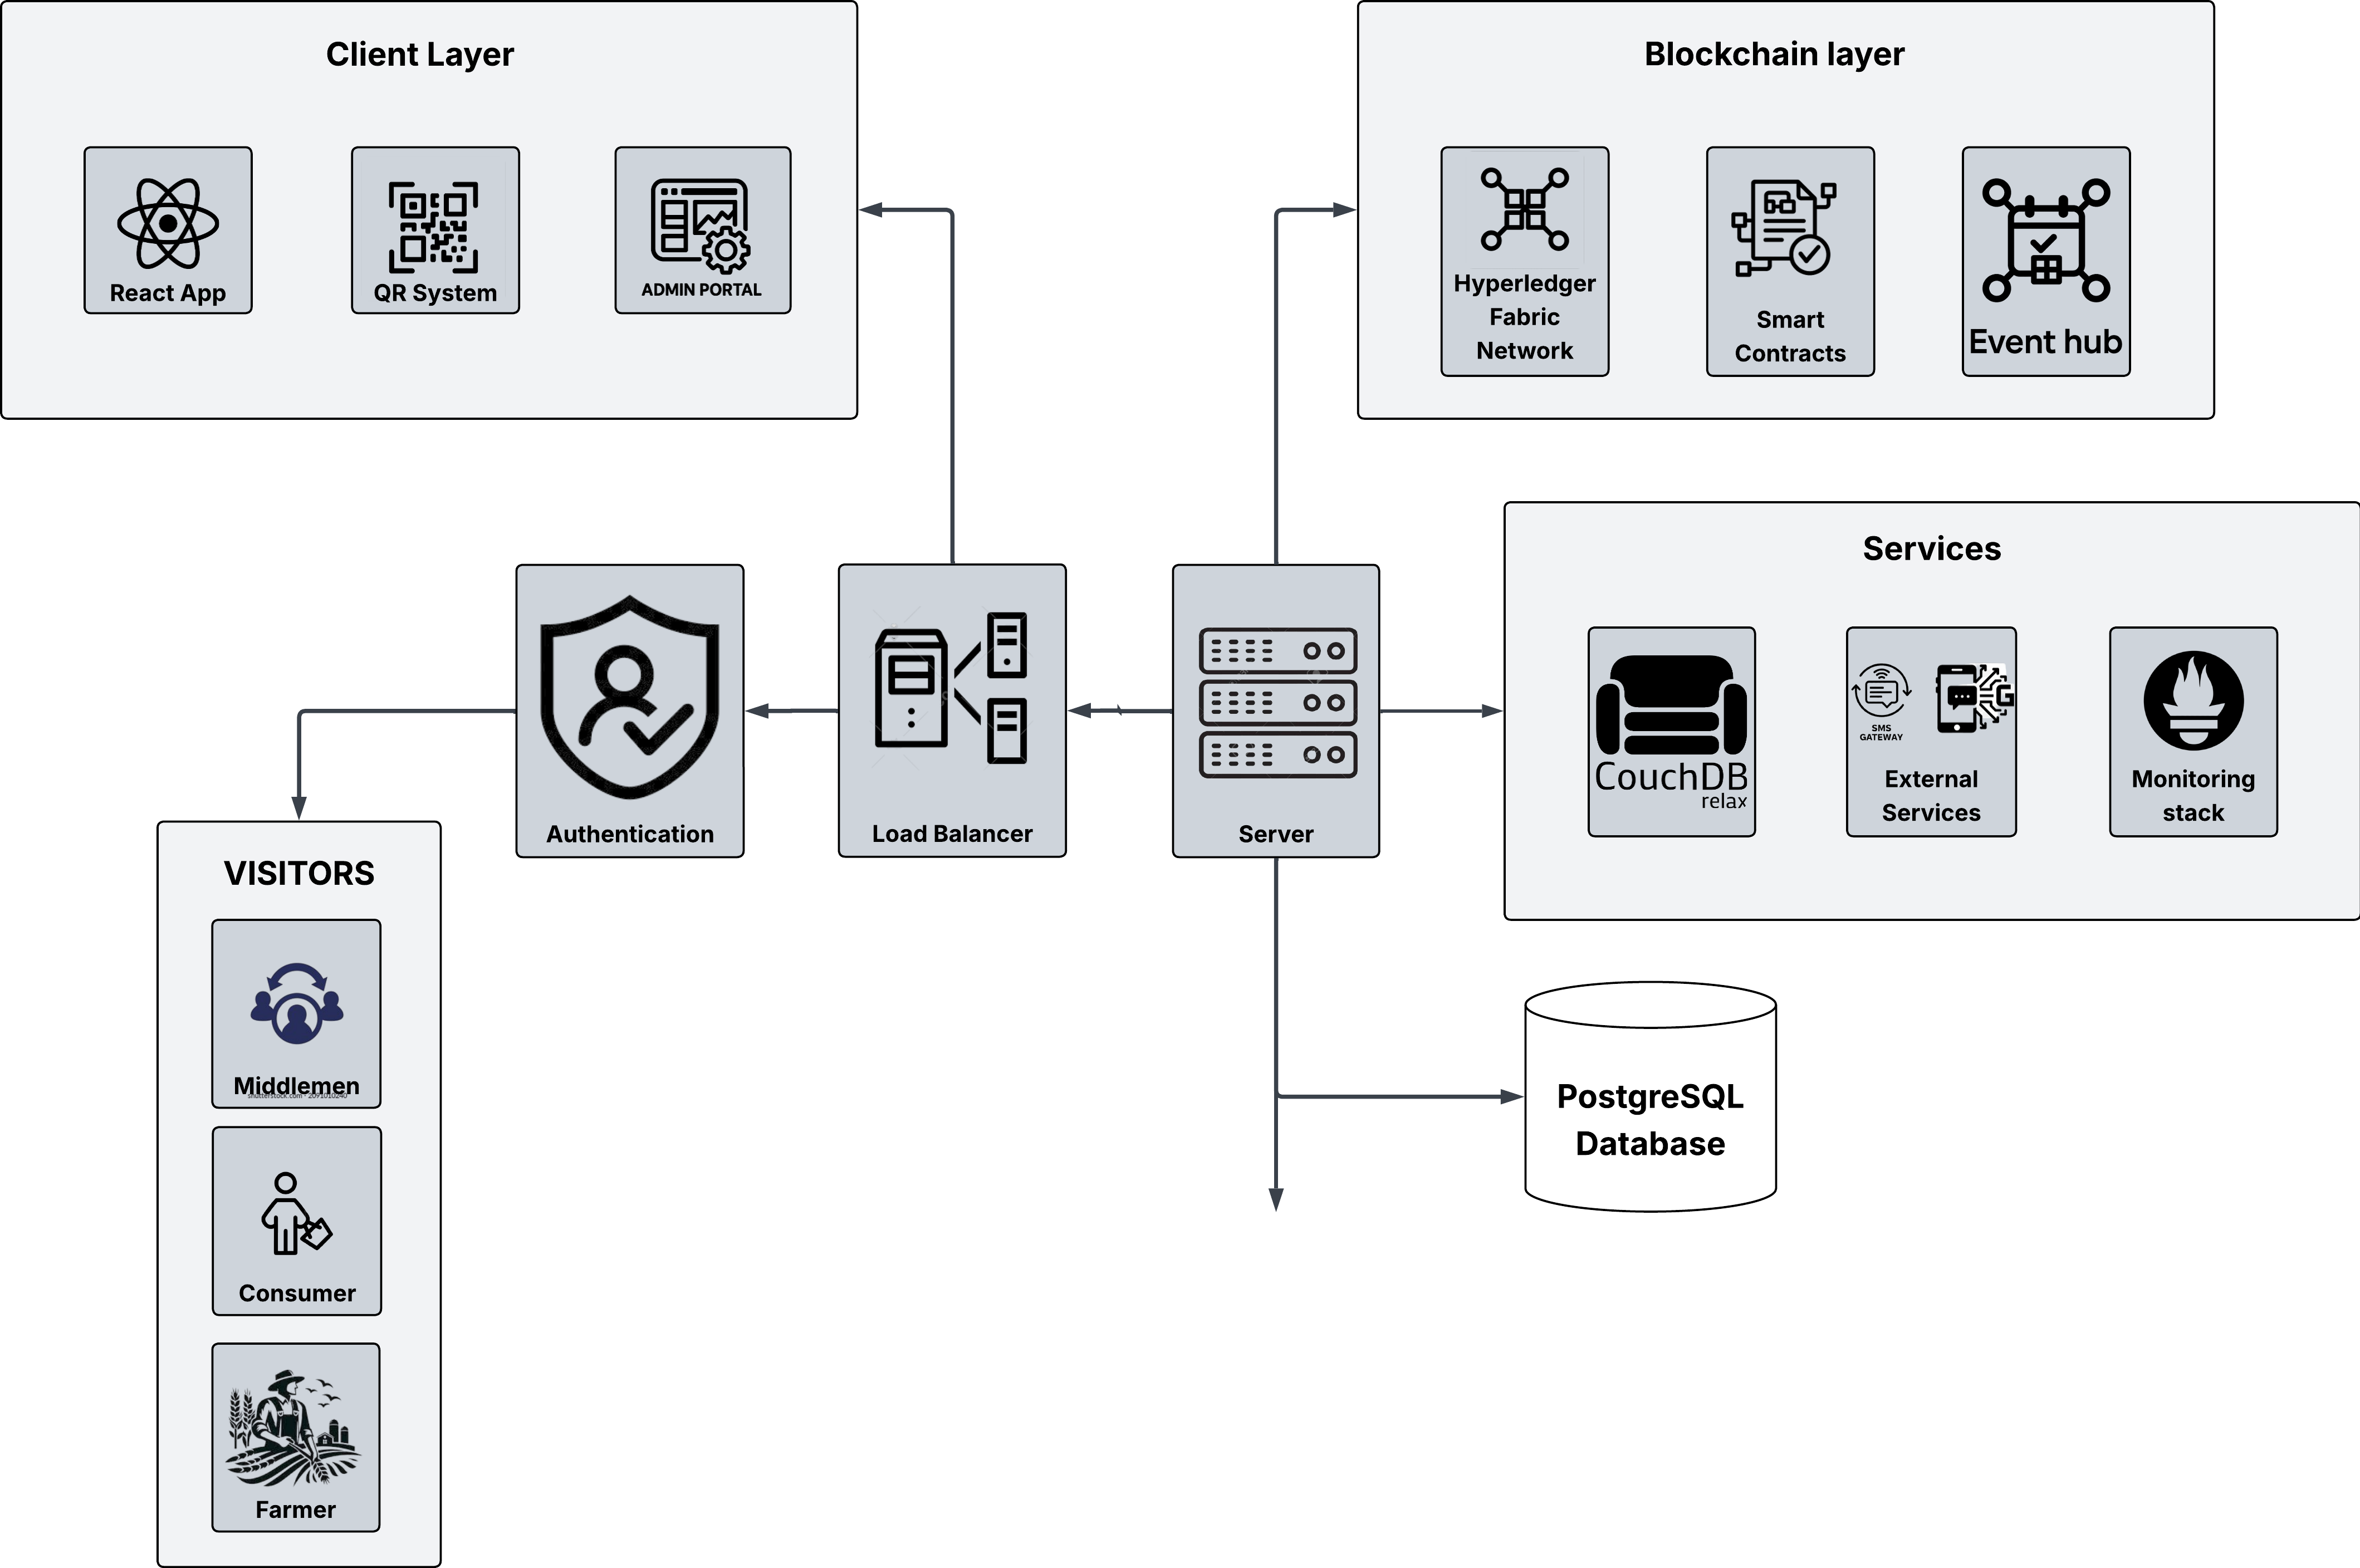 Client Layer
React App
QR System
ADMIN PORTAL
Blockchain layer
Hyperledger
Fabric
Network
Smart
Contracts
Event hub
Authentication
Load Balancer
Server
Services
CouchDB
relax
SMS
GATEWAY
G
External
Services
Monitoring
stack
VISITORS
Middlemen
shutterstock.com · 2091010240
Consumer
Farmer
PostgreSQL
Database